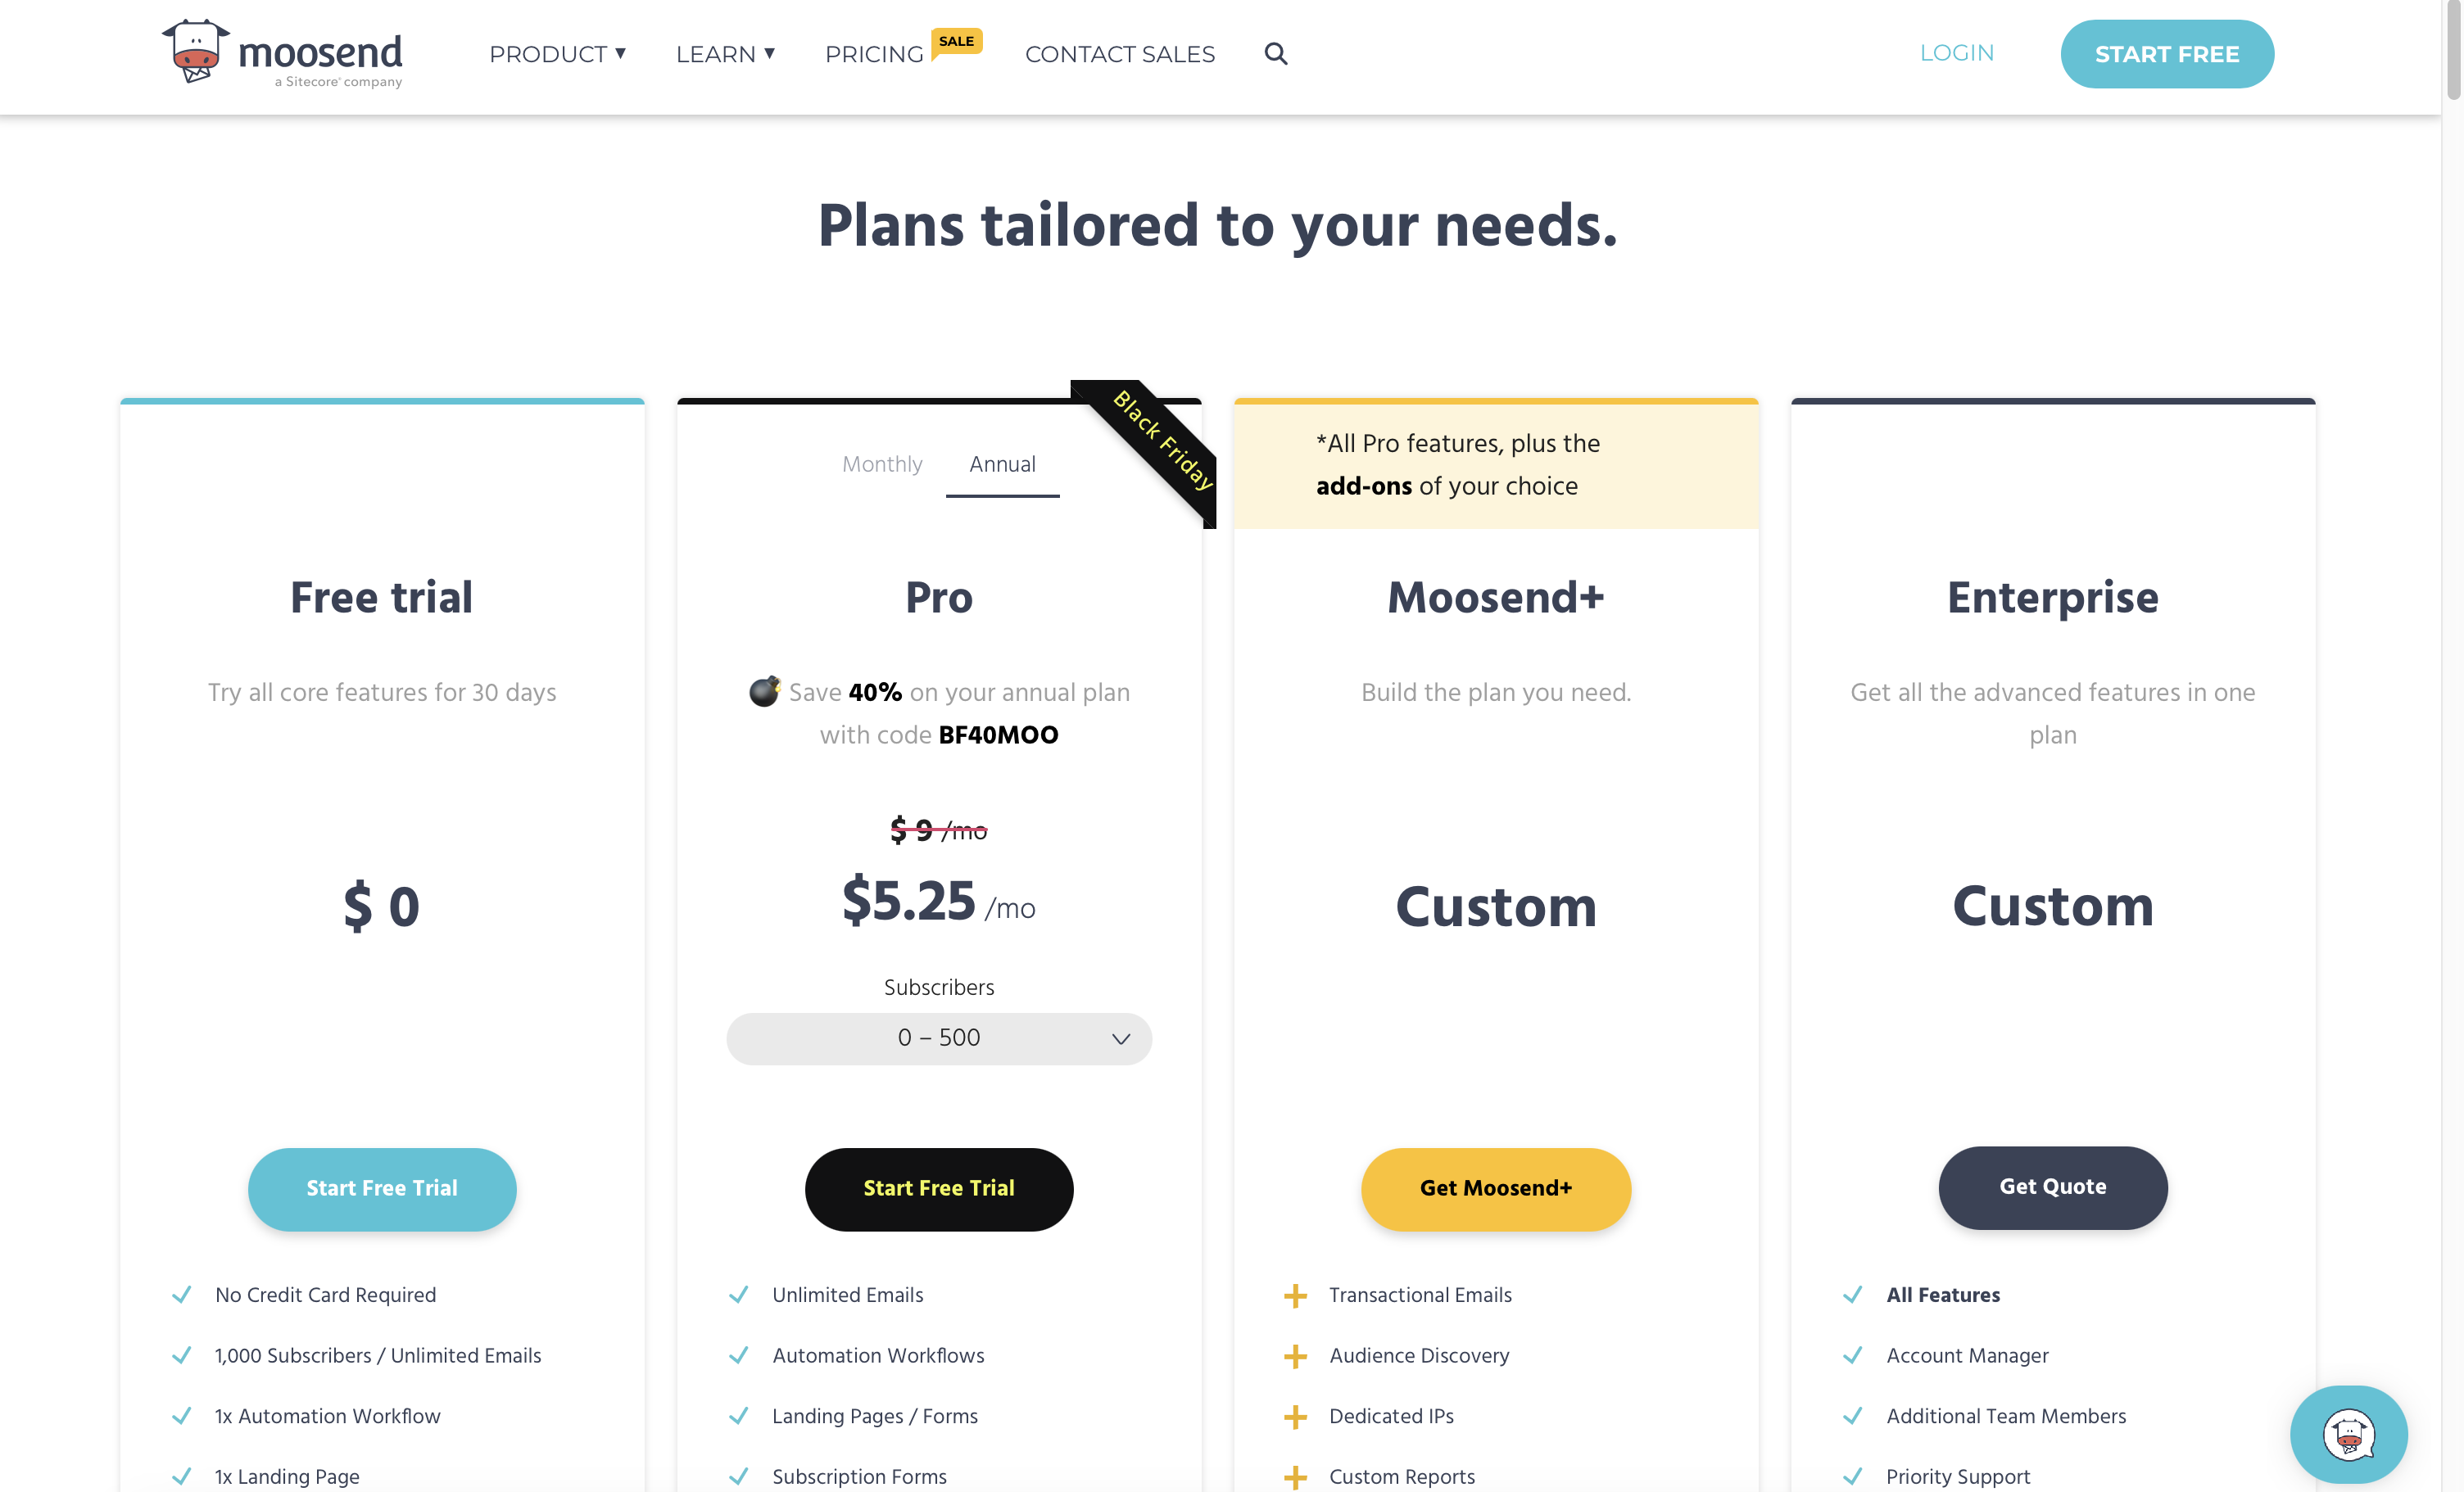 moosend
a Sitecore® company
PRODUCT ▼
LEARN ▼
PRICING
SALE
CONTACT SALES
LOGIN
START FREE
Plans tailored to your needs.
Free trial
Try all core features for 30 days
$ 0
Start Free Trial
No Credit Card Required
1,000 Subscribers / Unlimited Emails
1x Automation Workflow
1x Landing Page
Black Friday
Monthly
Annual
Pro
💣 Save 40% on your annual plan
with code BF40MOO
$ 9 /mo
$5.25 /mo
Subscribers
0 – 500
Start Free Trial
Unlimited Emails
Automation Workflows
Landing Pages / Forms
Subscription Forms
*All Pro features, plus the
add-ons of your choice
Moosend+
Build the plan you need.
Custom
Get Moosend+
Transactional Emails
Audience Discovery
Dedicated IPs
Custom Reports
Enterprise
Get all the advanced features in one
plan
Custom
Get Quote
All Features
Account Manager
Additional Team Members
Priority Support